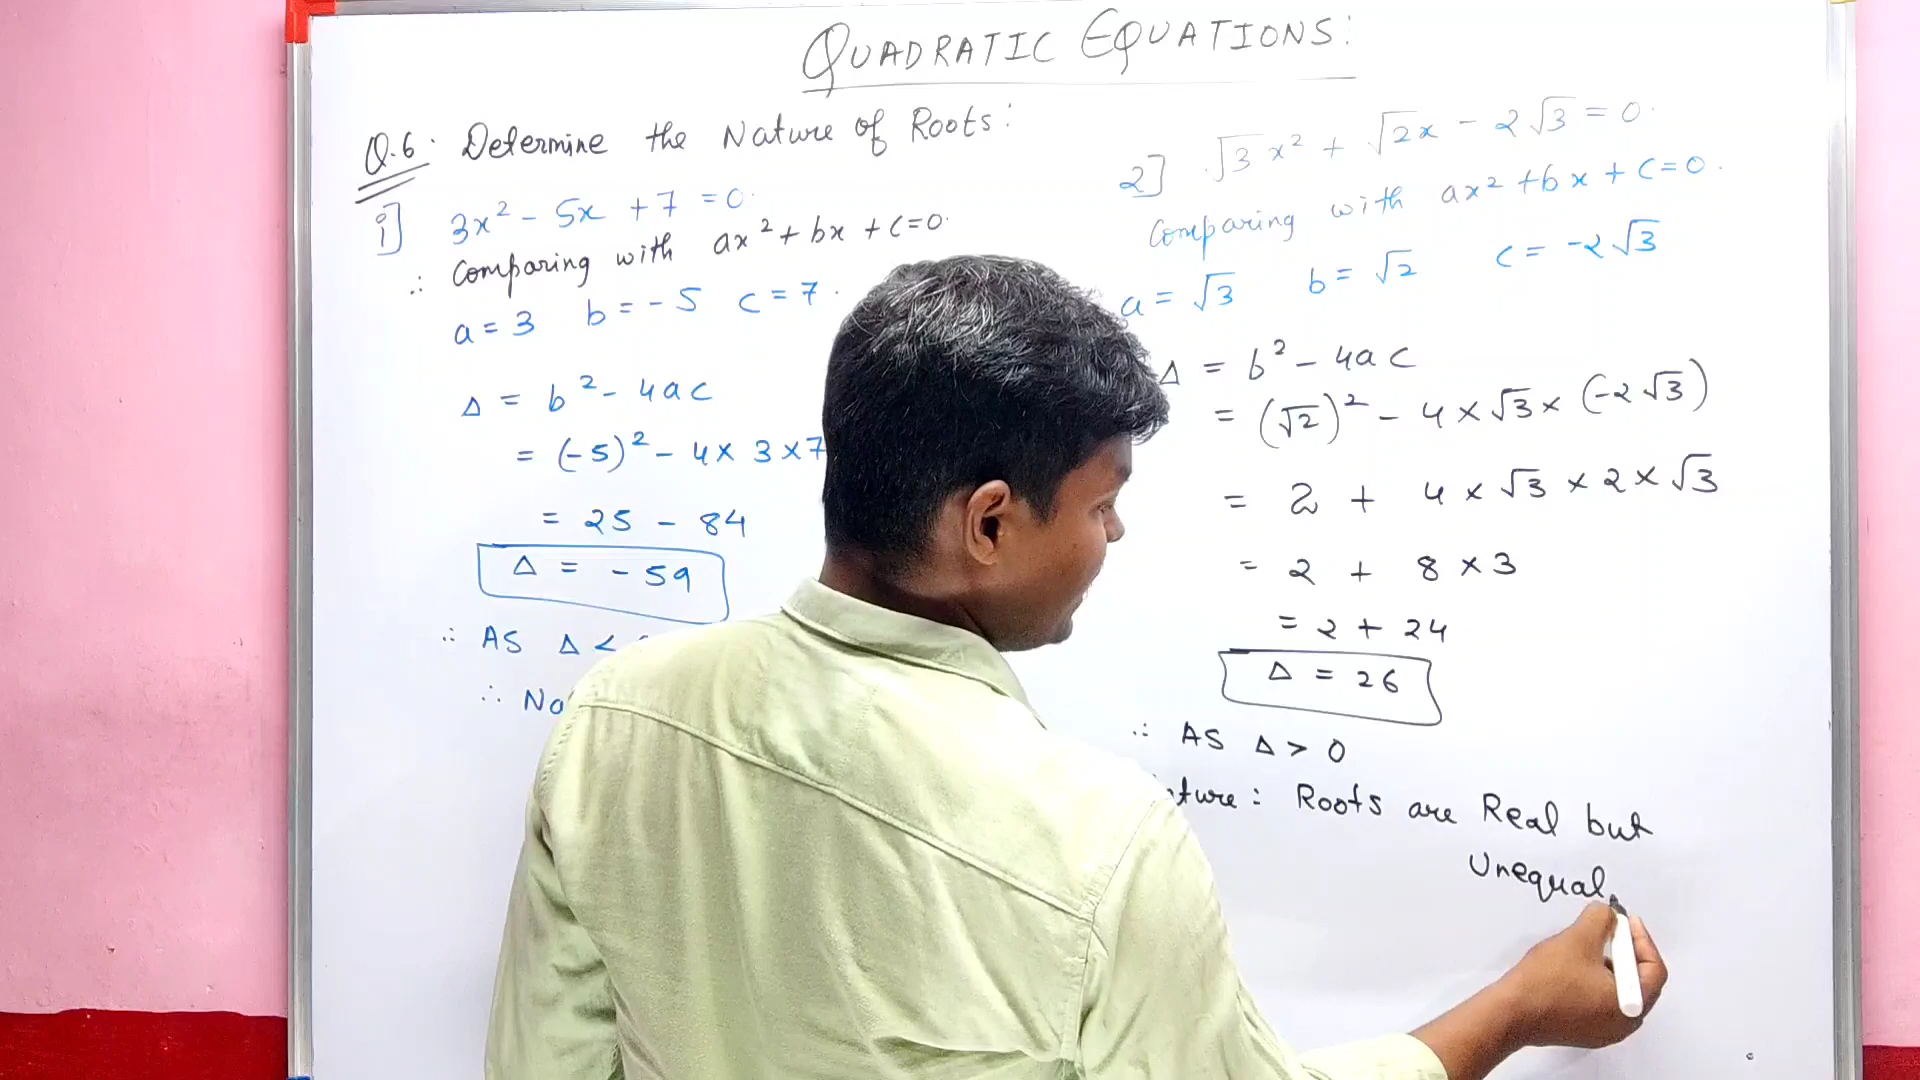 QUADRATIC EQUATIONS:
Q.6. Determine the Nature of Roots:
i] 3x² - 5x + 7 = 0.
∴ Comparing with ax² + bx + c = 0.
a = 3 b = -5 c = 7.
Δ = b² - 4ac
= (-5)² - 4 × 3 × 7
= 25 - 84
Δ = -59
∴ AS Δ <
∴
2] √3 x² + √2x - 2√3 = 0.
Comparing with ax² + bx + c = 0.
a = √3 b = √2 c = -2√3
Δ = b² - 4ac
= (√2)² - 4 × √3 × (-2√3)
= 2 + 4 × √3 × 2 × √3
= 2 + 8 × 3
= 2 + 24
Δ = 26
∴ AS Δ > 0
Roots are Real but
Unequal